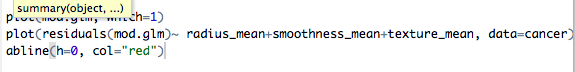 summary(object, ...)
plot(mod.glm, which=1)
plot(residuals(mod.glm)~ radius_mean+smoothness_mean+texture_mean, data=cancer)
abline(h=0, col="red")